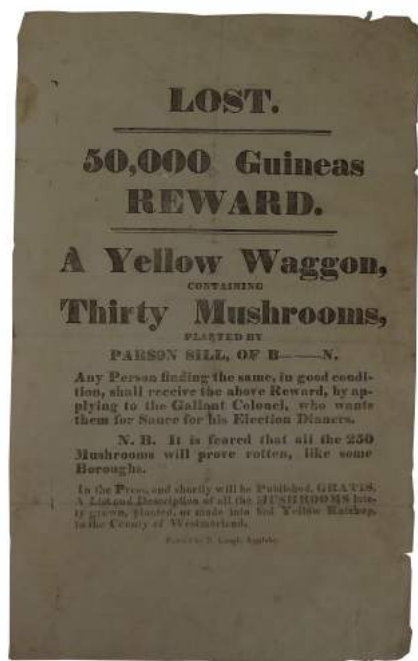 LOST.
50,000 Guineas
REWARD.
A Yellow Waggon,
CONTAINING
Thirty Mushrooms,
PLANTED BY
PARSON SILL, OF B———N.
Any Person finding the same, in good condi-
tion, shall receive the above Reward, by ap-
plying to the Gallant Colonel, who wants
them for Sauce for his Election Dinners.
N. B. It is feared that all the 250
Mushrooms will prove rotten, like some
Boroughs.
In the Press, and shortly will be Published, GRATIS,
A List and Description of all the MUSHROOMS late-
ly grown, planted, or made into Yellow Katchup,
in the County of Westmorland.
Printed by Appleby.